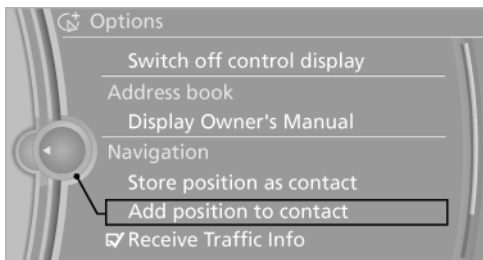 Options
Switch off control display
Address book
Display Owner's Manual
Navigation
Store position as contact
Add position to contact
Receive Traffic Info